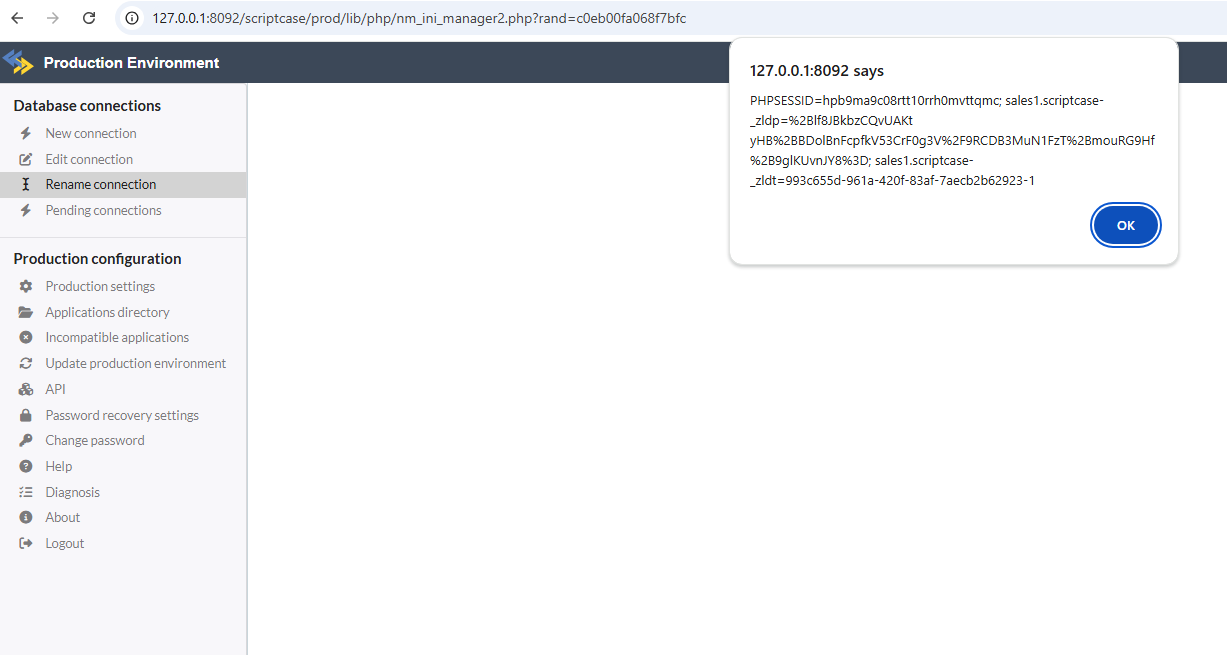 127.0.0.1:8092/scriptcase/prod/lib/php/nm_ini_manager2.php?rand=c0eb00fa068f7bfc
Production Environment
127.0.0.1:8092 says
PHPSESSID=hpb9ma9c08rtt10rrh0mvttqmc; sales1.scriptcase-
_zldp=%2Blf8JBkbzCQvUAKt
yHB%2BBDolBnFcpfkV53CrF0g3V%2F9RCDB3MuN1FzT%2BmouRG9Hf
%2B9glKUvnJY8%3D; sales1.scriptcase-
_zldt=993c655d-961a-420f-83af-7aecb2b62923-1
OK
Database connections
New connection
Edit connection
Rename connection
Pending connections
Production configuration
Production settings
Applications directory
Incompatible applications
Update production environment
API
Password recovery settings
Change password
Help
Diagnosis
About
Logout